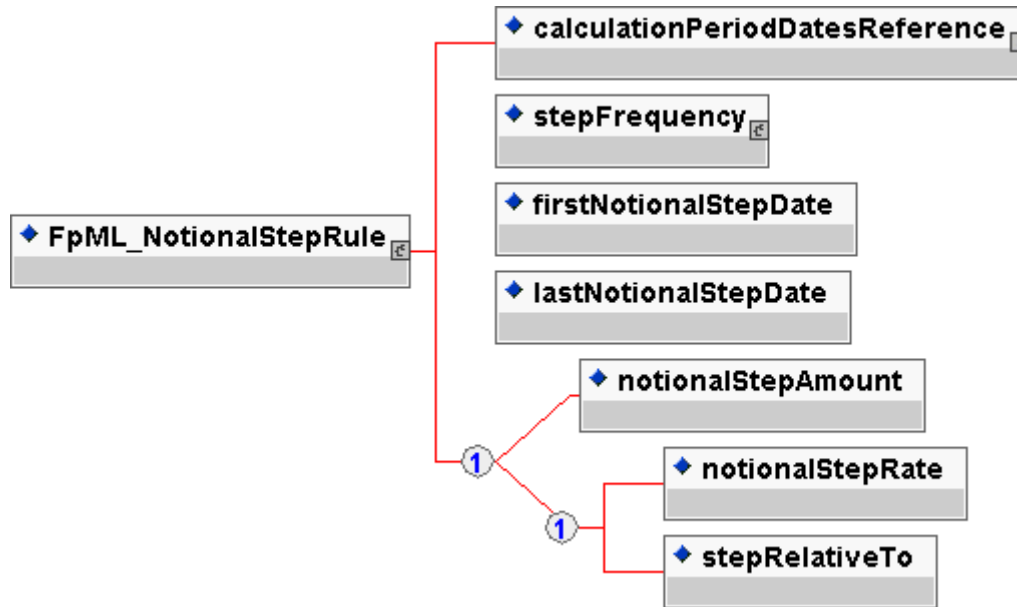 calculationPeriodDatesReference
stepFrequency
firstNotionalStepDate
FpML_NotionalStepRule
lastNotionalStepDate
notionalStepAmount
1
notionalStepRate
1
stepRelativeTo